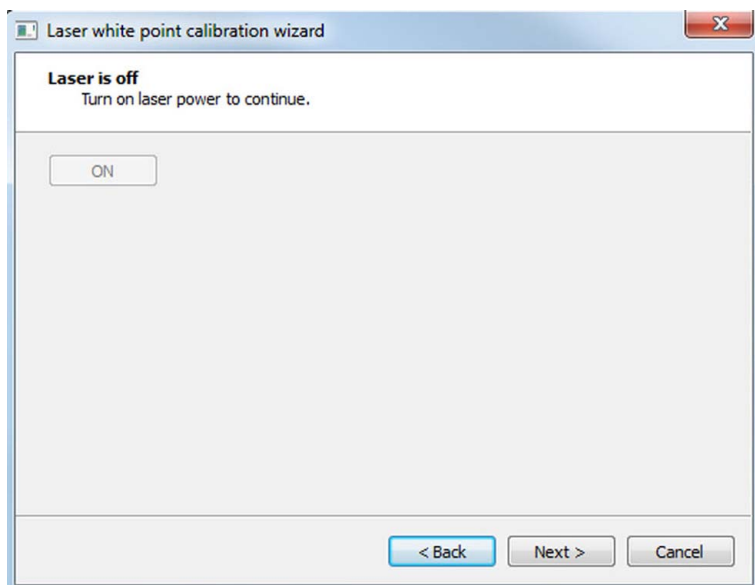 Laser white point calibration wizard
Laser is off
Turn on laser power to continue.
ON
< Back Next > Cancel